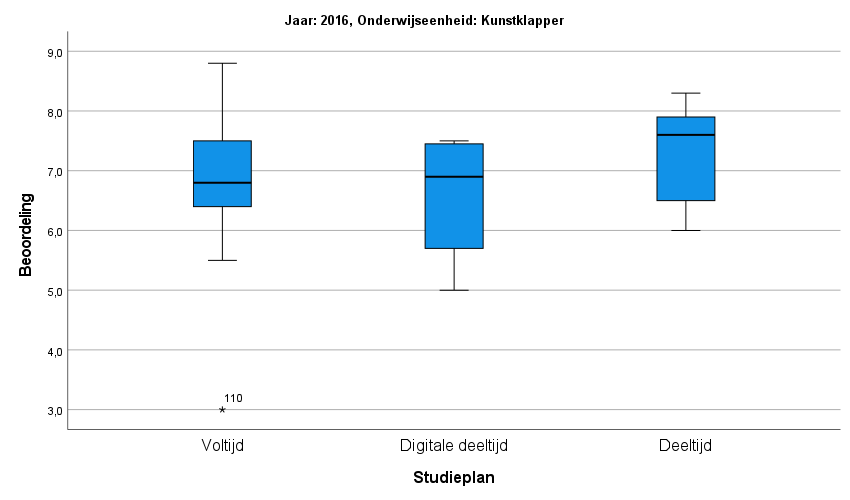 Jaar: 2016, Onderwijseenheid: Kunstklapper
9,0
8,0
7,0
6,0
5,0
4,0
3,0
Beoordeling
110
Voltijd
Digitale deeltijd
Deeltijd
Studieplan